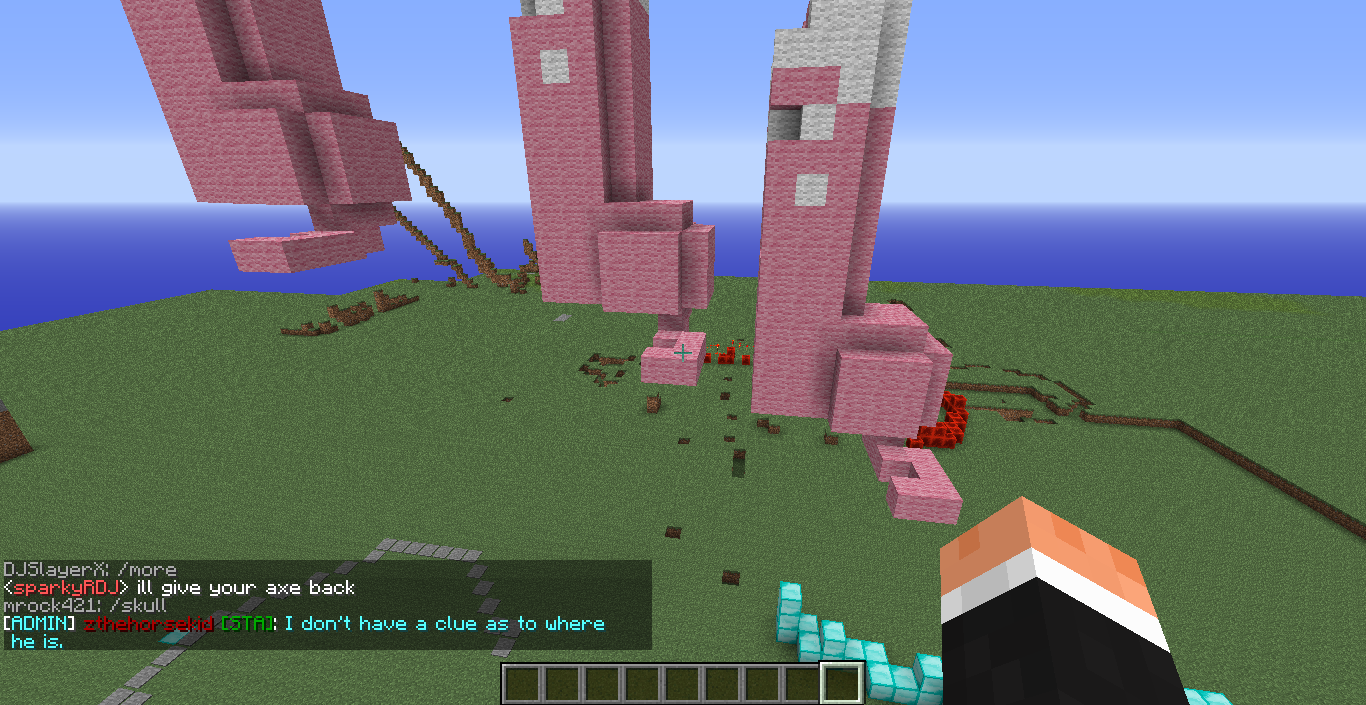 DJSlayerX: /more
<sparkyRDJ> ill give your axe back
mrock421: /skull
[ADMIN] zthehorsekid [STA]: I don't have a clue as to where
he is.